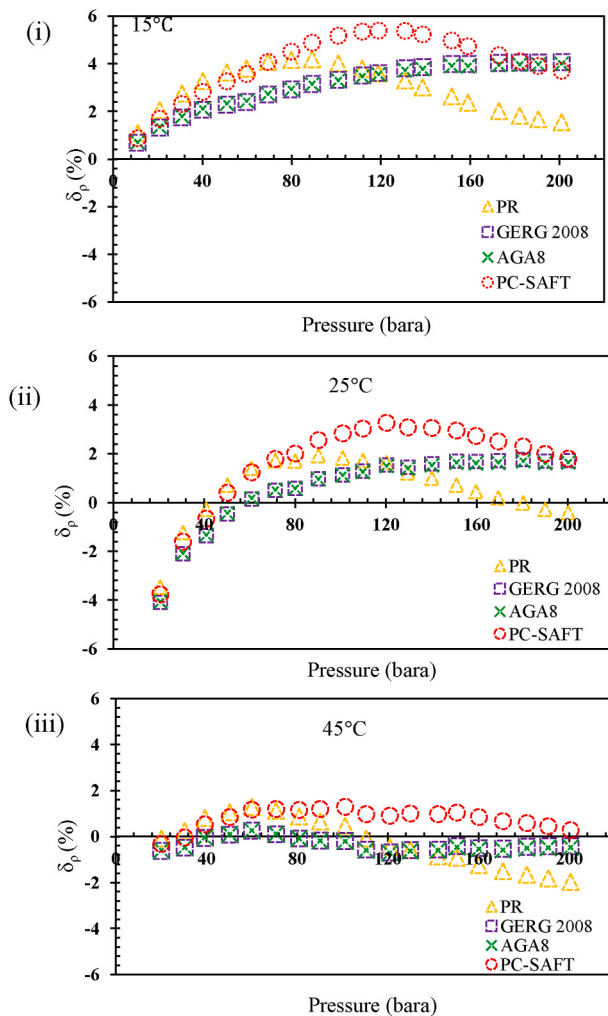 (i)
15°C
6
4
2
0
0 40 80 120 160 200
-2
-4
-6
δρ (%)
PR
GERG 2008
AGA8
PC-SAFT
Pressure (bara)
(ii)
25°C
6
4
2
0
0 40 80 120 160 200
-2
-4
-6
δρ (%)
PR
GERG 2008
AGA8
PC-SAFT
Pressure (bara)
(iii)
45°C
6
4
2
0
0 40 80 120 160 200
-2
-4
-6
δρ (%)
PR
GERG 2008
AGA8
PC-SAFT
Pressure (bara)